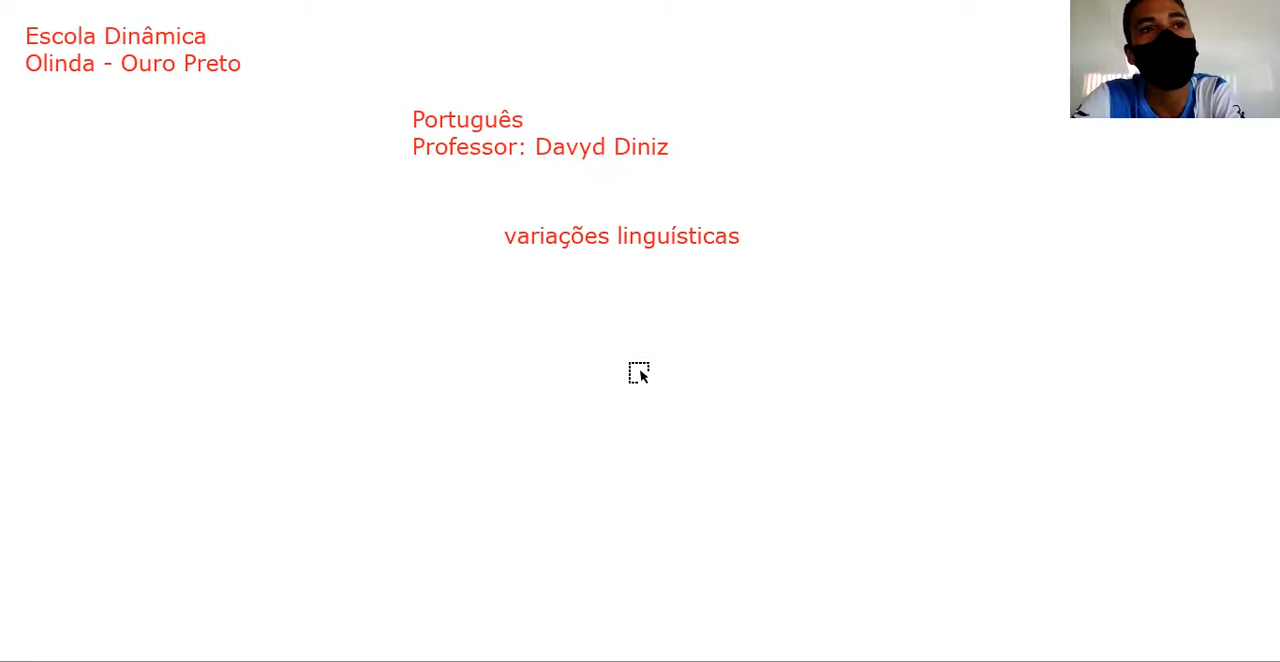 Escola Dinâmica
Olinda - Ouro Preto
Português
Professor: Davyd Diniz
variações linguísticas